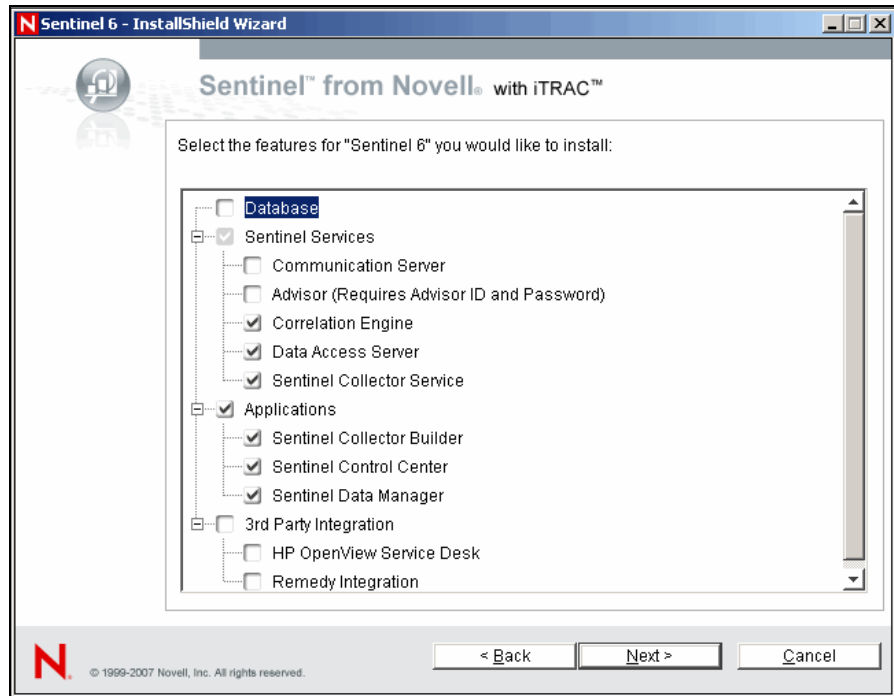 Sentinel 6 - InstallShield Wizard
Sentinel™ from Novell® with iTRAC™
Select the features for "Sentinel 6" you would like to install:
Database
Sentinel Services
Communication Server
Advisor (Requires Advisor ID and Password)
Correlation Engine
Data Access Server
Sentinel Collector Service
Applications
Sentinel Collector Builder
Sentinel Control Center
Sentinel Data Manager
3rd Party Integration
HP OpenView Service Desk
Remedy Integration
N. © 1999-2007 Novell, Inc. All rights reserved.
< Back Next > Cancel